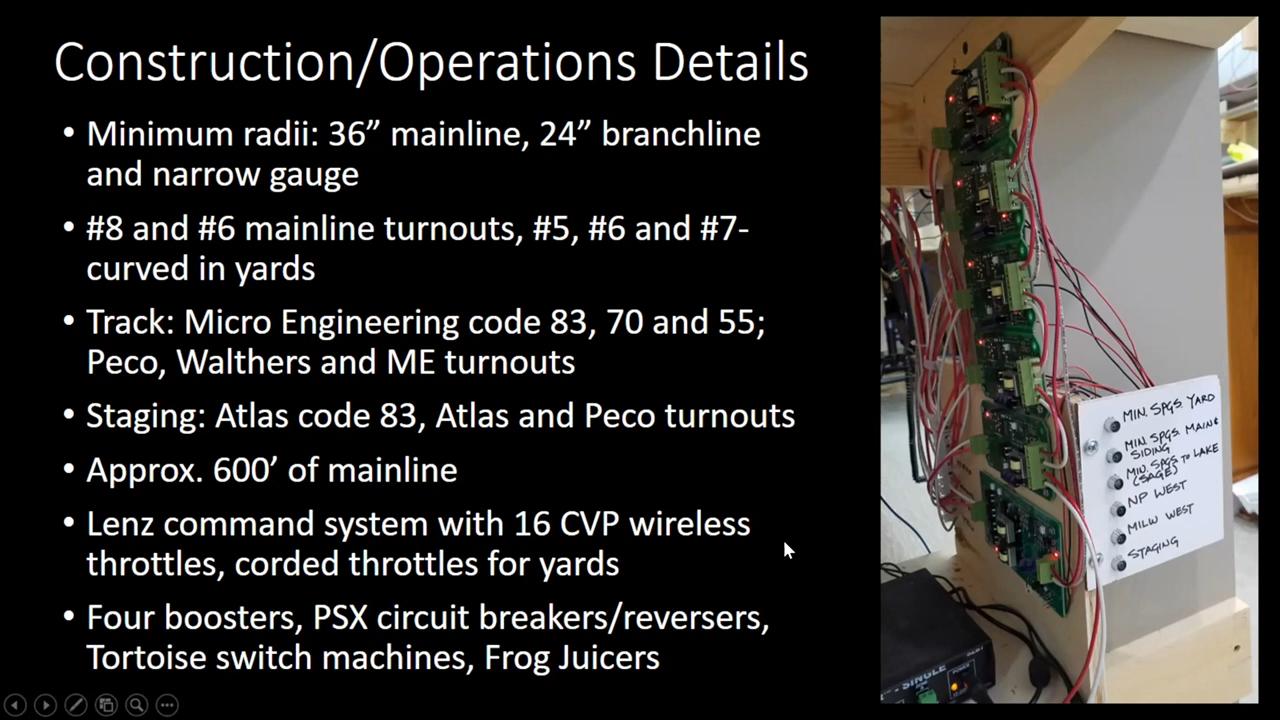 Construction/Operations Details
• Minimum radii: 36” mainline, 24” branchline
and narrow gauge
• #8 and #6 mainline turnouts, #5, #6 and #7-
curved in yards
• Track: Micro Engineering code 83, 70 and 55;
Peco, Walthers and ME turnouts
• Staging: Atlas code 83, Atlas and Peco turnouts
• Approx. 600’ of mainline
• Lenz command system with 16 CVP wireless
throttles, corded throttles for yards
• Four boosters, PSX circuit breakers/reversers,
Tortoise switch machines, Frog Juicers
MIN. SPGS. YARD
MIN. SPGS. MAIN &
SIDING
MIN. SPGS TO LAKE
(SAGE)
NP WEST
MILW WEST
STAGING
SINGLE
POWER